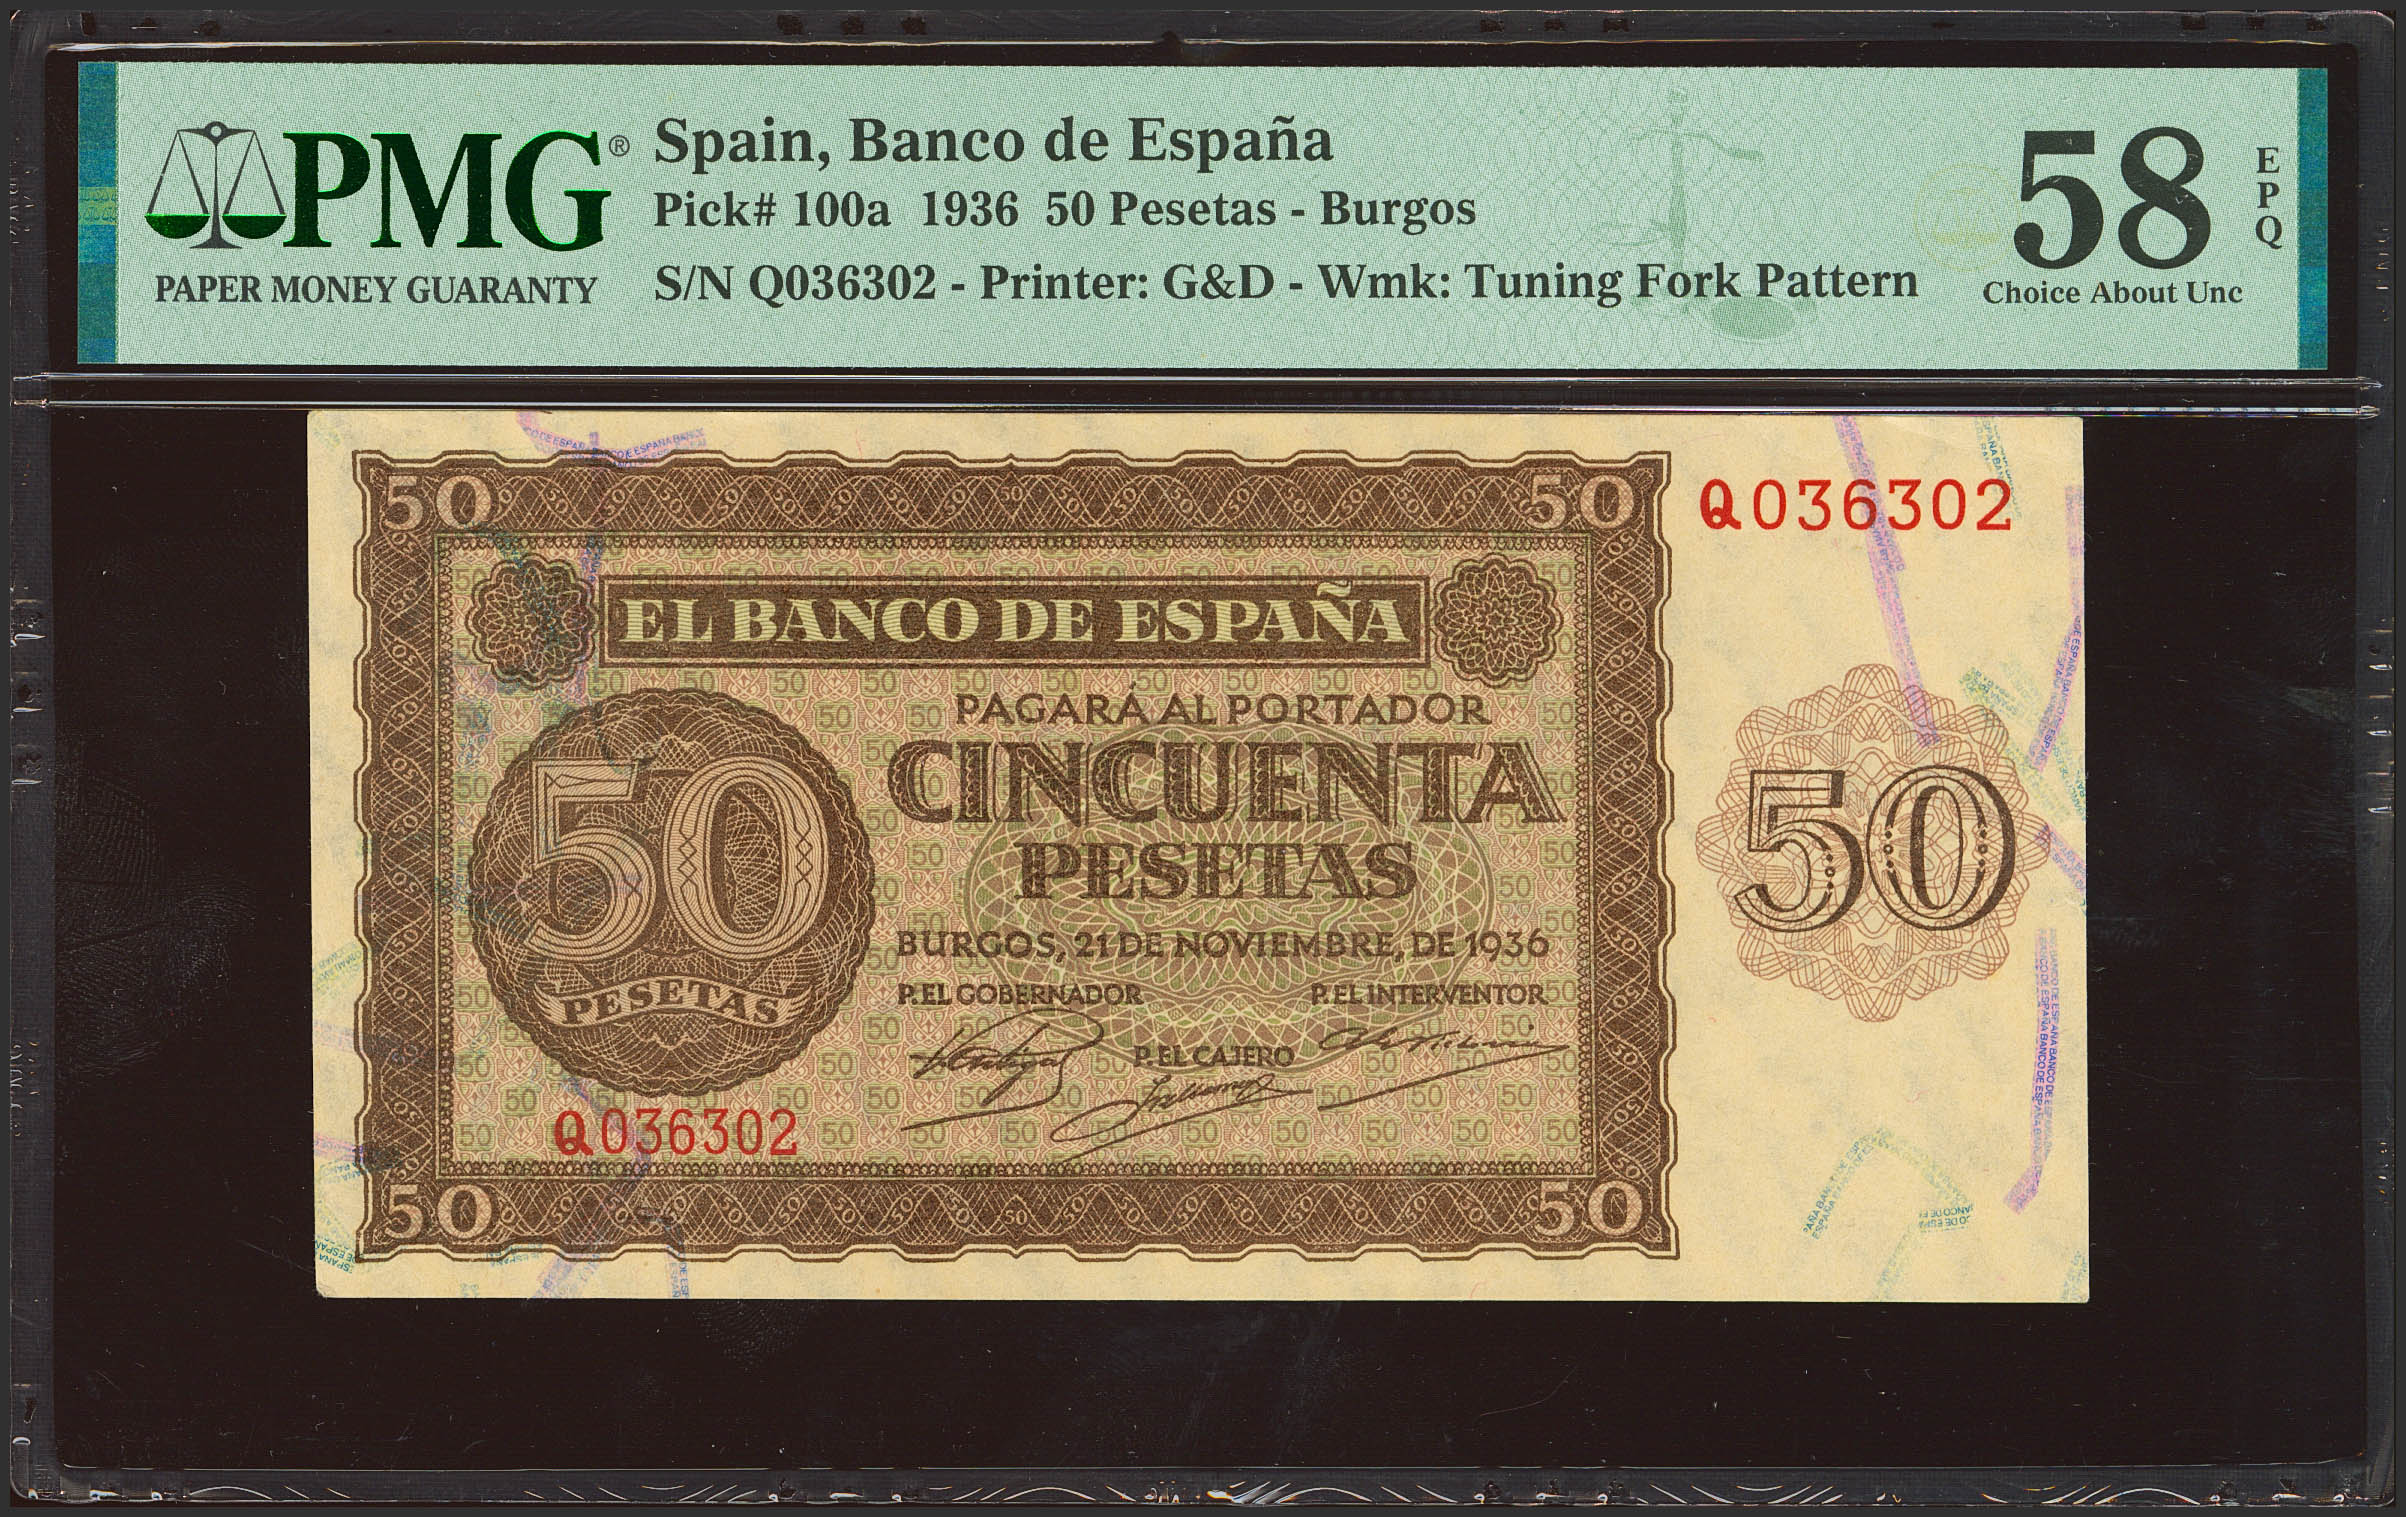 PMG®
PAPER MONEY GUARANTY
Spain, Banco de España
Pick# 100a 1936 50 Pesetas - Burgos
S/N Q036302 - Printer: G&D - Wmk: Tuning Fork Pattern
58
EPQ
Choice About Unc
50
50
Q036302
EL BANCO DE ESPAÑA
PAGARÁ AL PORTADOR
CINCUENTA
PESETAS
50
PESETAS
50
BURGOS, 21 DE NOVIEMBRE, DE 1936
P. EL GOBERNADOR
P. EL INTERVENTOR
P. EL CAJERO
Q036302
50
50